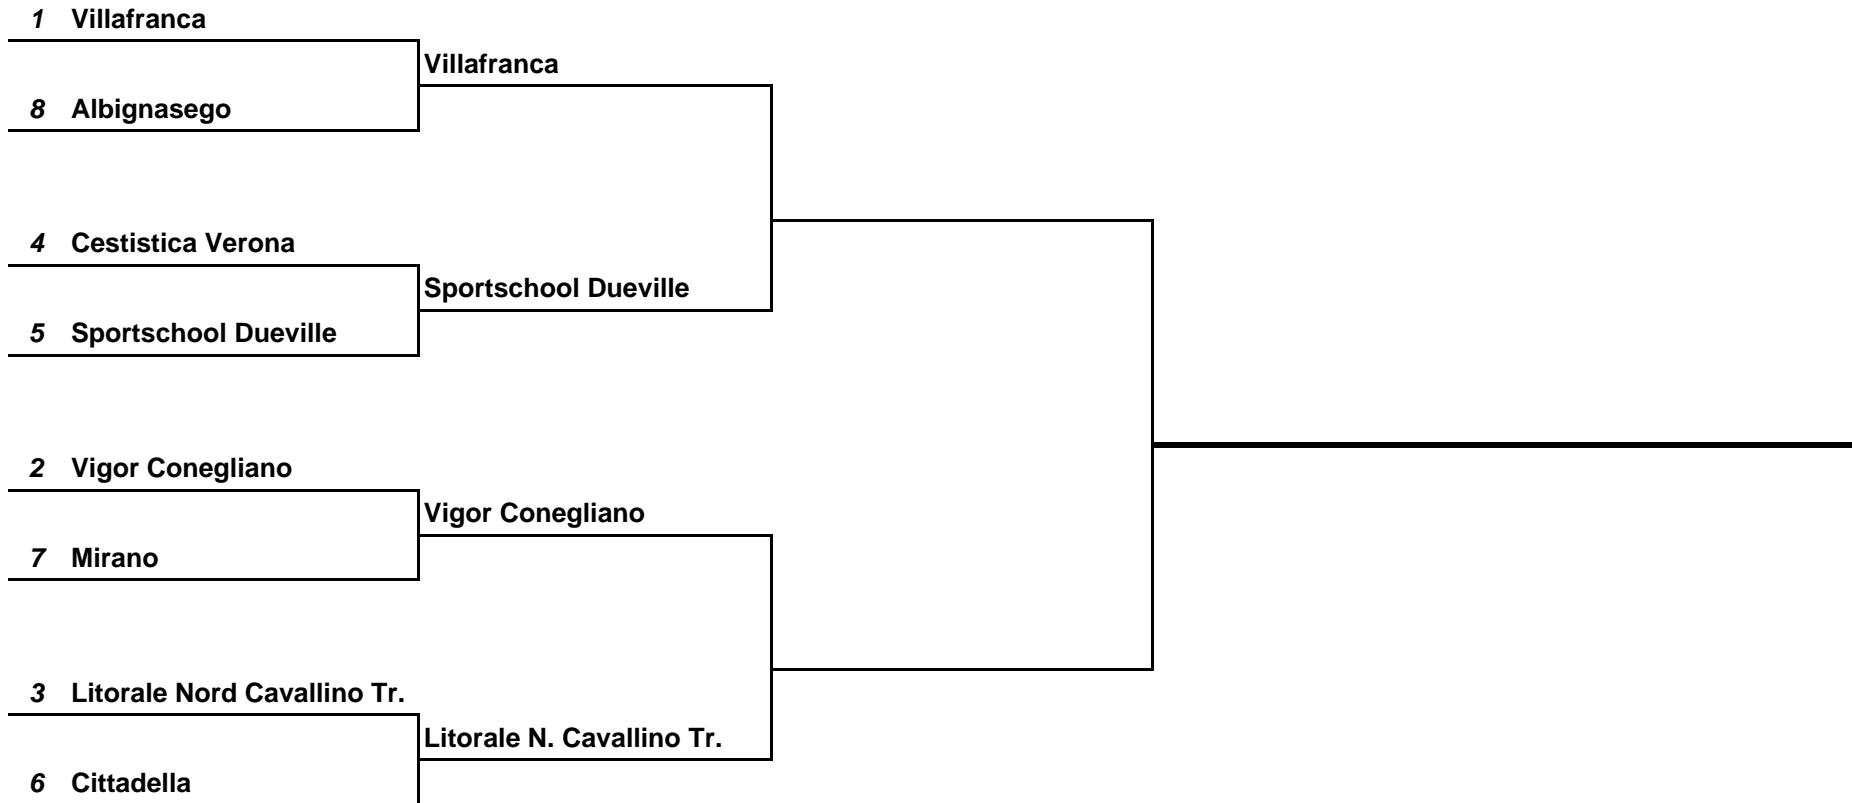 1 Villafranca
Villafranca
8 Albignasego
4 Cestistica Verona
Sportschool Dueville
5 Sportschool Dueville
2 Vigor Conegliano
Vigor Conegliano
7 Mirano
3 Litorale Nord Cavallino Tr.
Litorale N. Cavallino Tr.
6 Cittadella